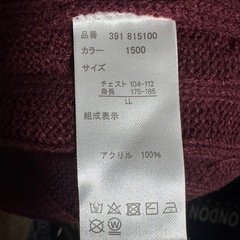 品番 391 815100
カラー 1500
サイズ
チェスト 104~112
身長 175~185
LL
組成表示
アクリル 100%